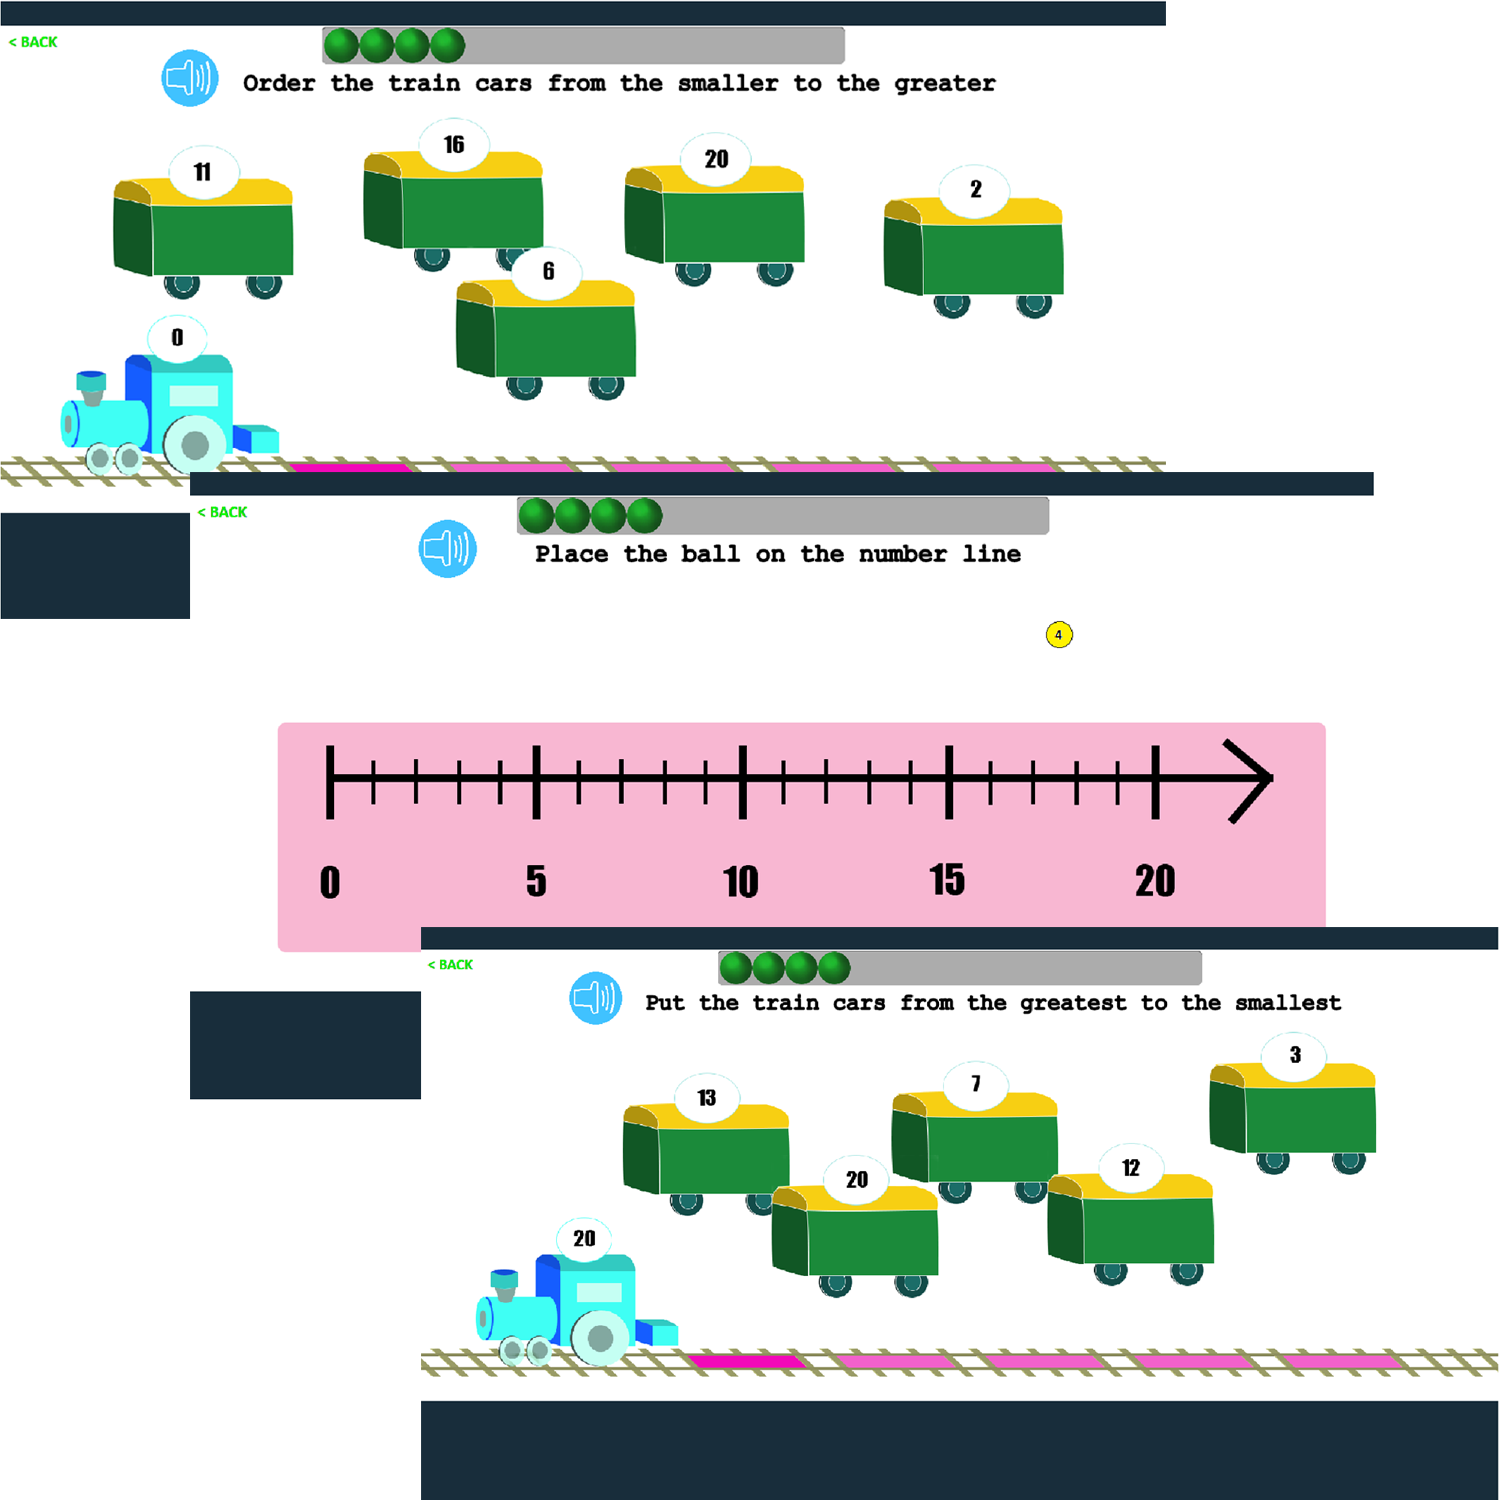 < BACK
Order the train cars from the smaller to the greater
11
16
20
2
6
0
< BACK
Place the ball on the number line
4
0 5 10 15 20
< BACK
Put the train cars from the greatest to the smallest
13
7
3
20
12
20